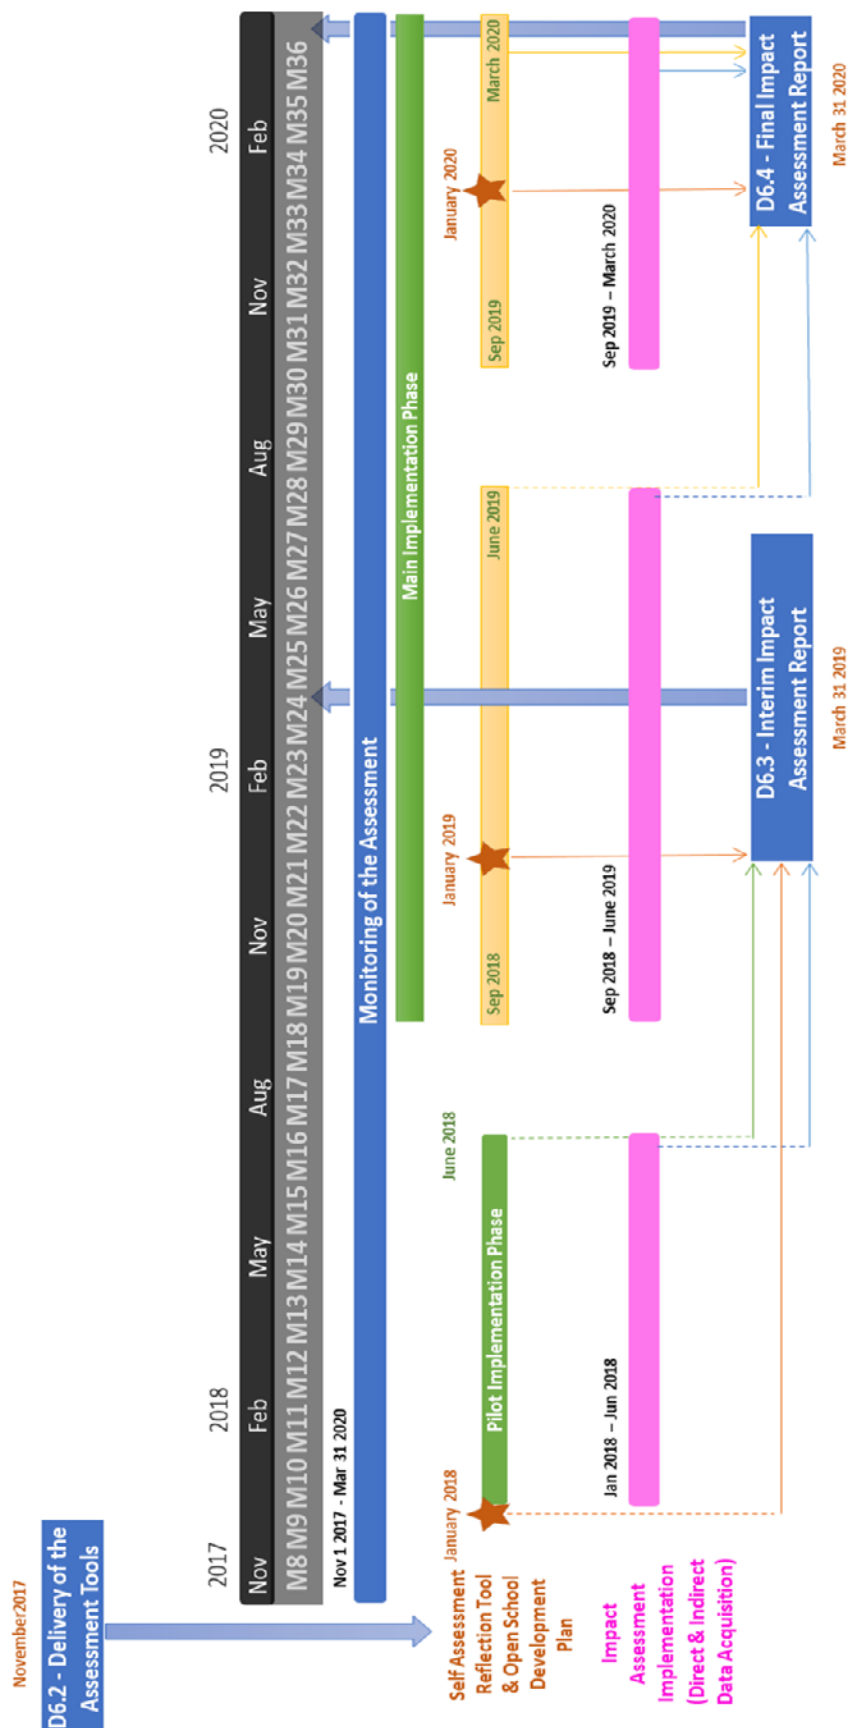 November2017
D6.2 - Delivery of the
Assessment Tools
2017
2018
2019
2020
Nov
Feb
May
Aug
Nov
Feb
May
Aug
Nov
Feb
M8 M9 M10 M11 M12 M13 M14 M15 M16 M17 M18 M19 M20 M21 M22 M23 M24 M25 M26 M27 M28 M29 M30 M31 M32 M33 M34 M35 M36
Nov 1 2017 - Mar 31 2020
Monitoring of the Assessment
Main Implementation Phase
Self Assessment
Reflection Tool
& Open School
Development
Plan
January 2018
Pilot Implementation Phase
June 2018
January 2019
Sep 2018
June 2019
January 2020
Sep 2019
March 2020
Impact
Assessment
Implementation
(Direct & Indirect
Data Acquisition)
Jan 2018 – Jun 2018
Sep 2018 – June 2019
Sep 2019 – March 2020
D6.3 - Interim Impact
Assessment Report
March 31 2019
D6.4 - Final Impact
Assessment Report
March 31 2020